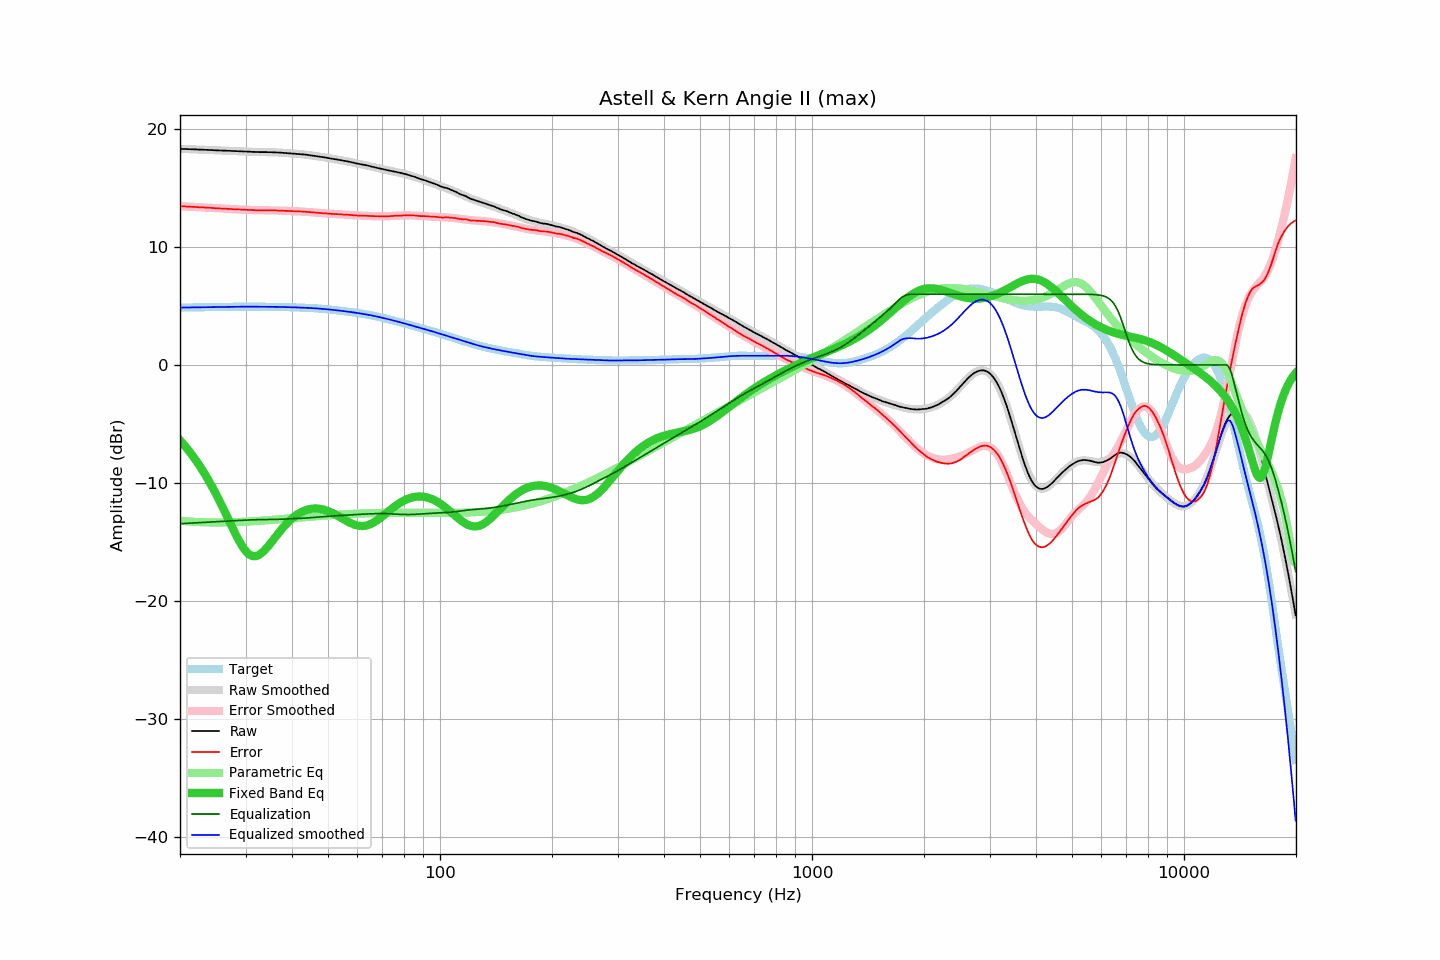 Astell & Kern Angie II (max)
20
10
0
−10
−20
−30
−40
Amplitude (dBr)
Target
Raw Smoothed
Error Smoothed
Raw
Error
Parametric Eq
Fixed Band Eq
Equalization
Equalized smoothed
100
1000
10000
Frequency (Hz)